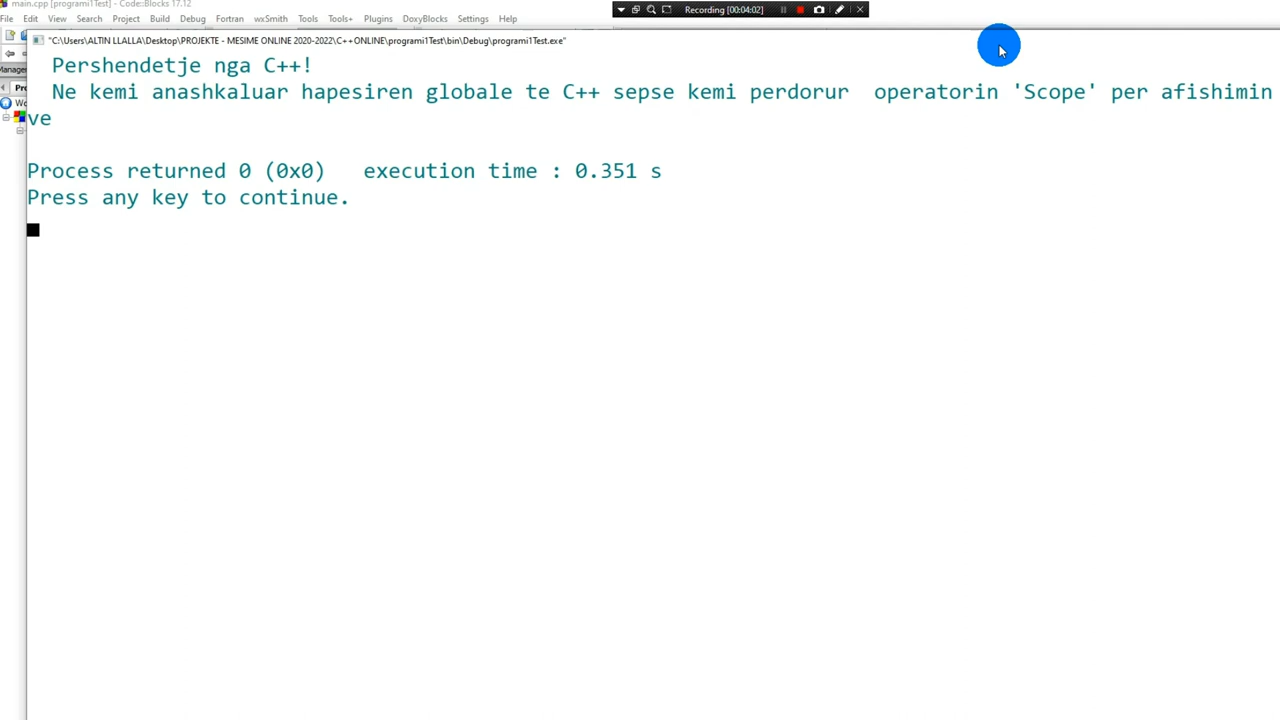 main.cpp [programi1Test] - Code::Blocks 17.12
File Edit View Search Project Build Debug Fortran wxSmith Tools Tools+ Plugins DoxyBlocks Settings Help
Recording [00:04:02]
"C:\Users\ALTIN LLALLA\Desktop\PROJEKTE - MESIME ONLINE 2020-2022\C++ONLINE\programi1Test\bin\Debug\programi1Test.exe"
Pershendetje nga C++!
Ne kemi anashkaluar hapesiren globale te C++ sepse kemi perdorur operatorin 'Scope' per afishimin
ve
Process returned 0 (0x0) execution time : 0.351 s
Press any key to continue.